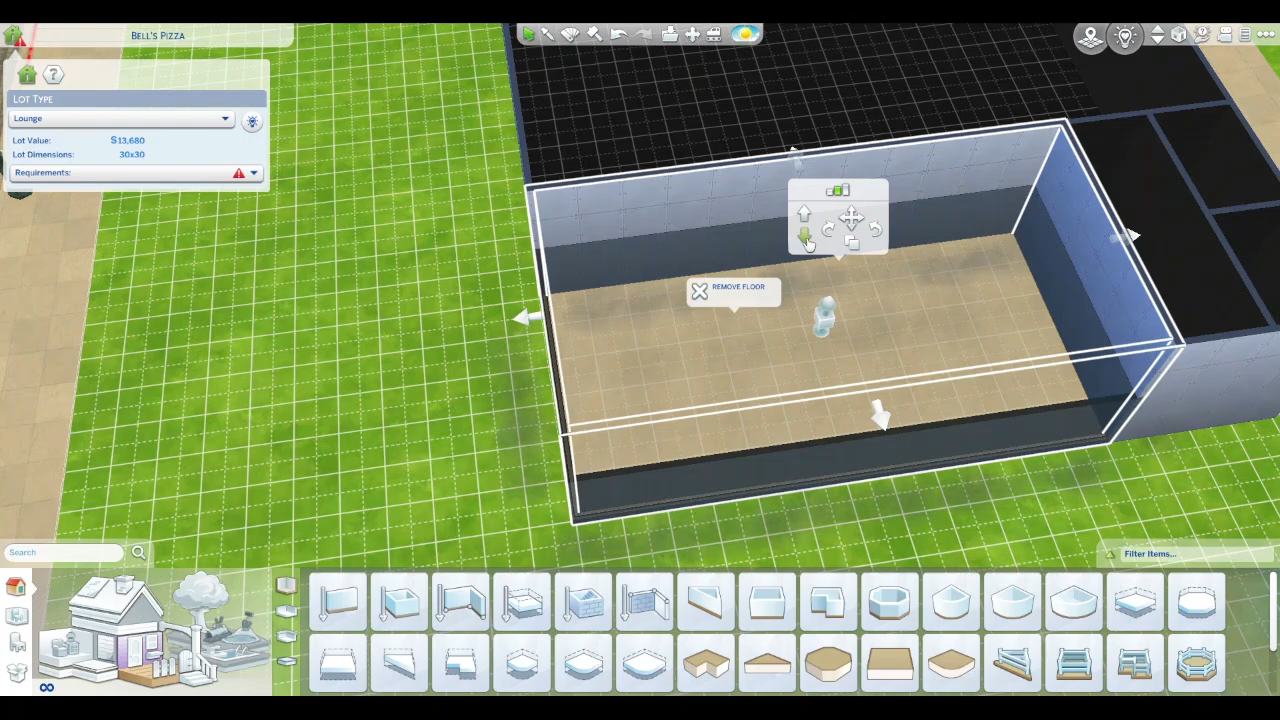 BELL'S PIZZA
LOT TYPE
Lounge
Lot Value: §13,680
Lot Dimensions: 30x30
Requirements:
REMOVE FLOOR
Search
Filter Items...